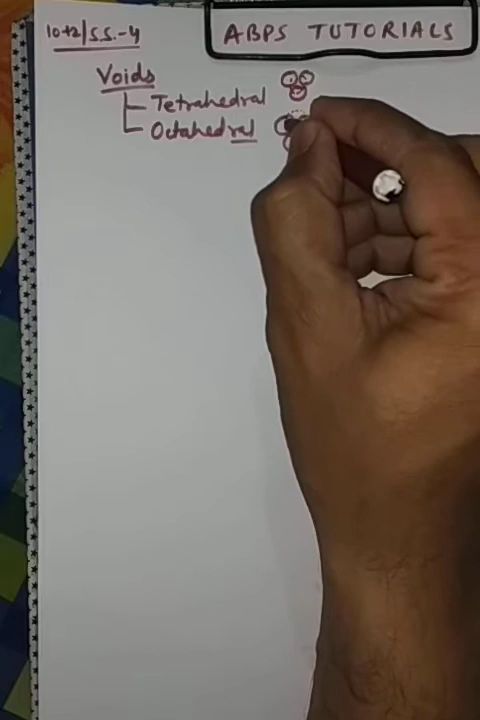 10+2/S.S.-4
ABPS TUTORIALS
Voids
Tetrahedral
Octahedral